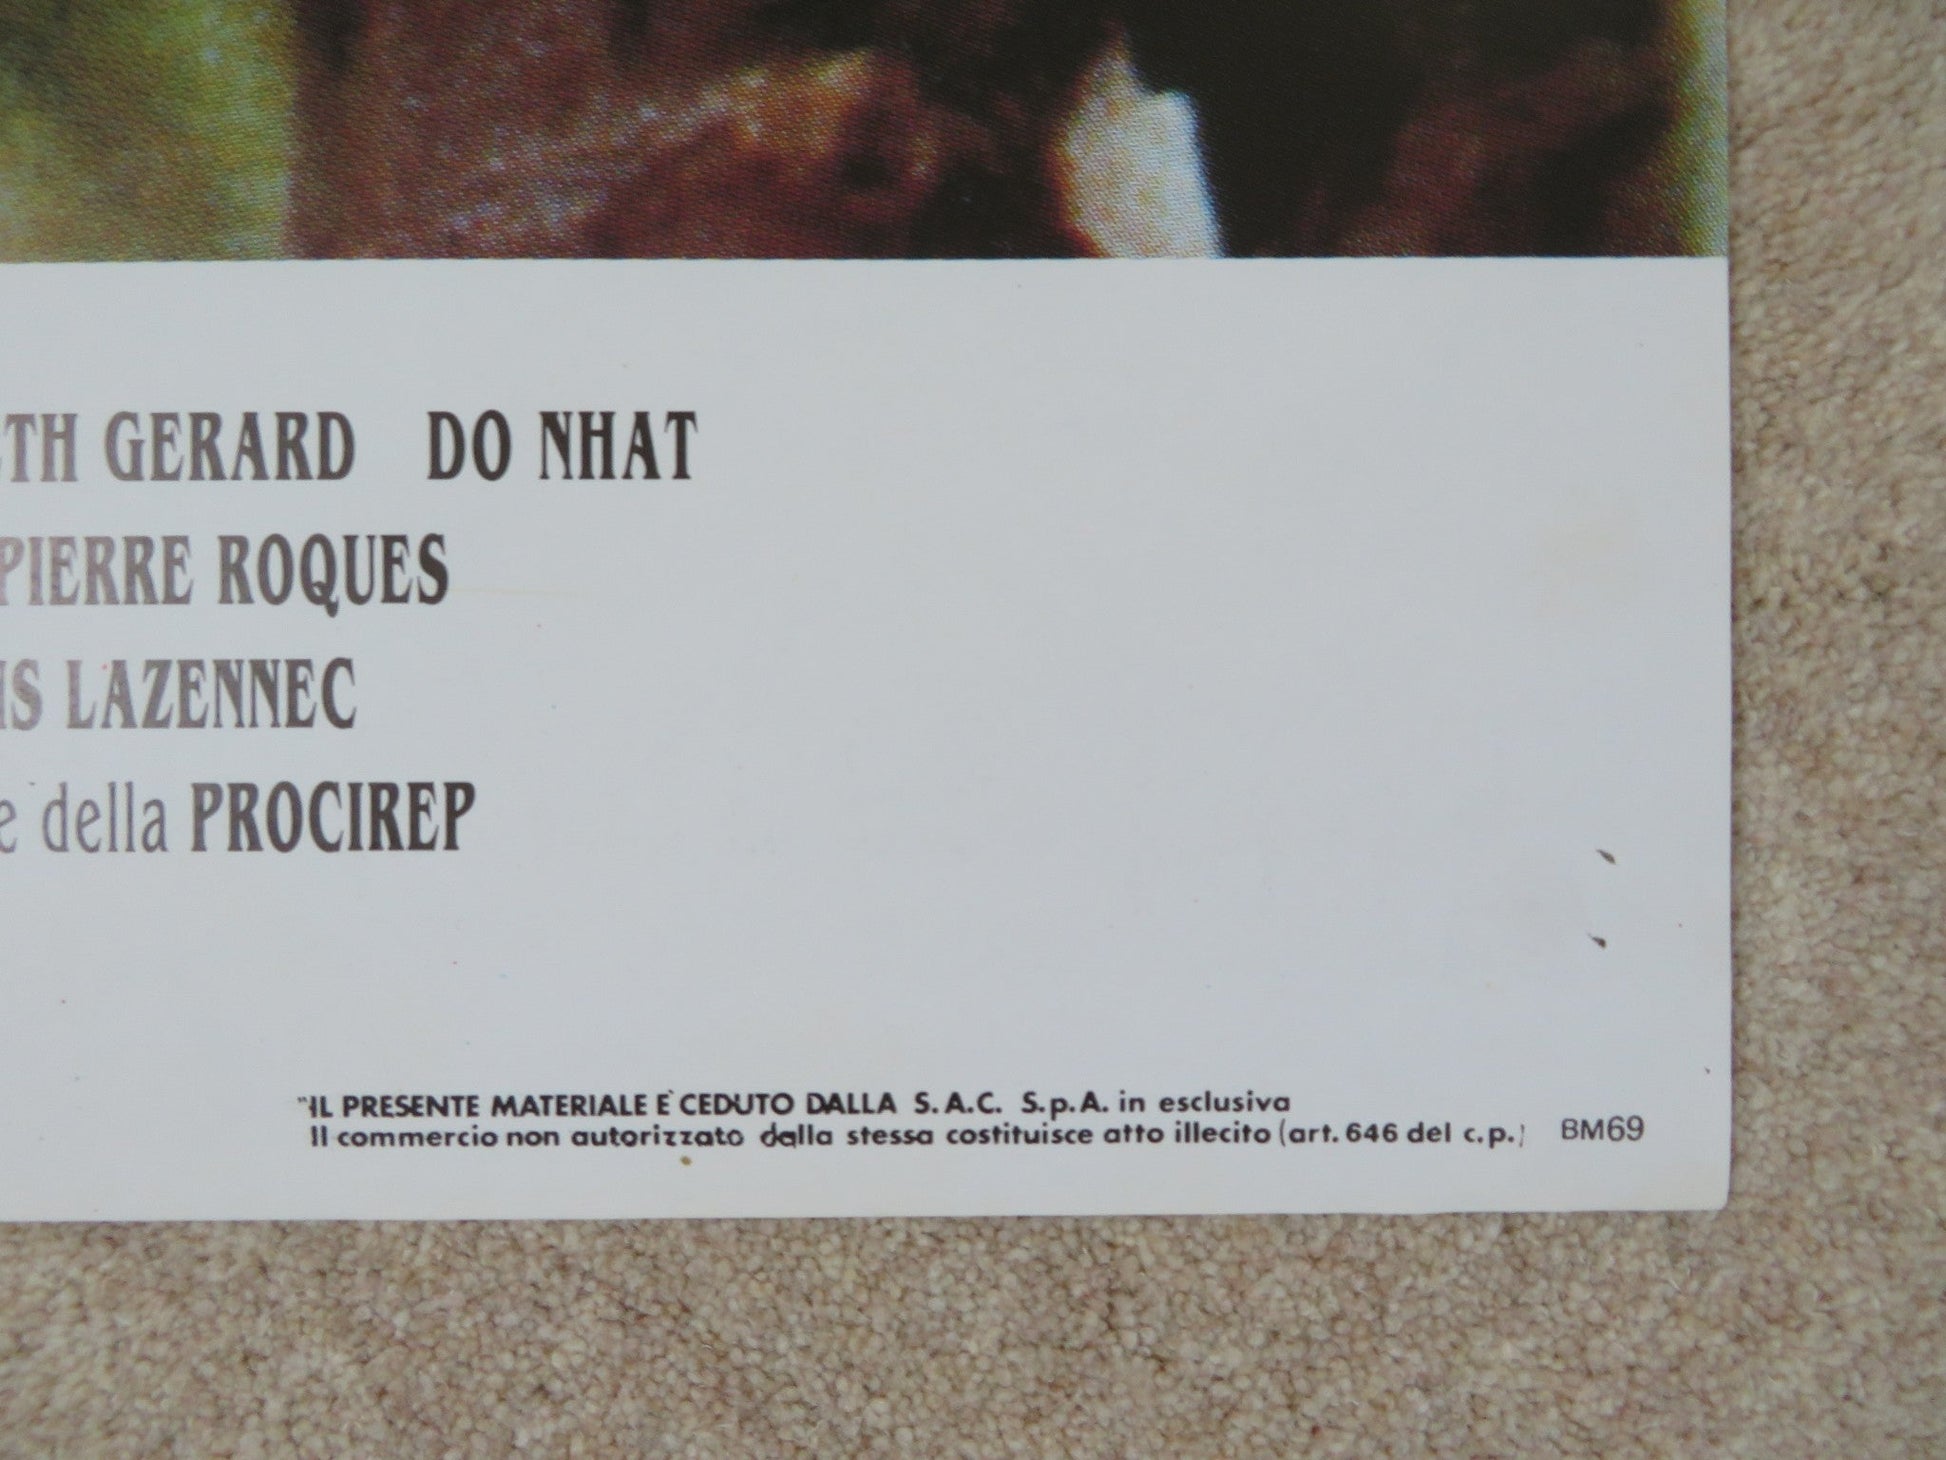 TH GERARD DO NHAT
PIERRE ROQUES
LAZENNEC
e della PROCIREP
"IL PRESENTE MATERIALE È CEDUTO DALLA S.A.C. S.p.A. in esclusiva
Il commercio non autorizzato dalla stessa costituisce atto illecito (art. 646 del c.p.) BM69